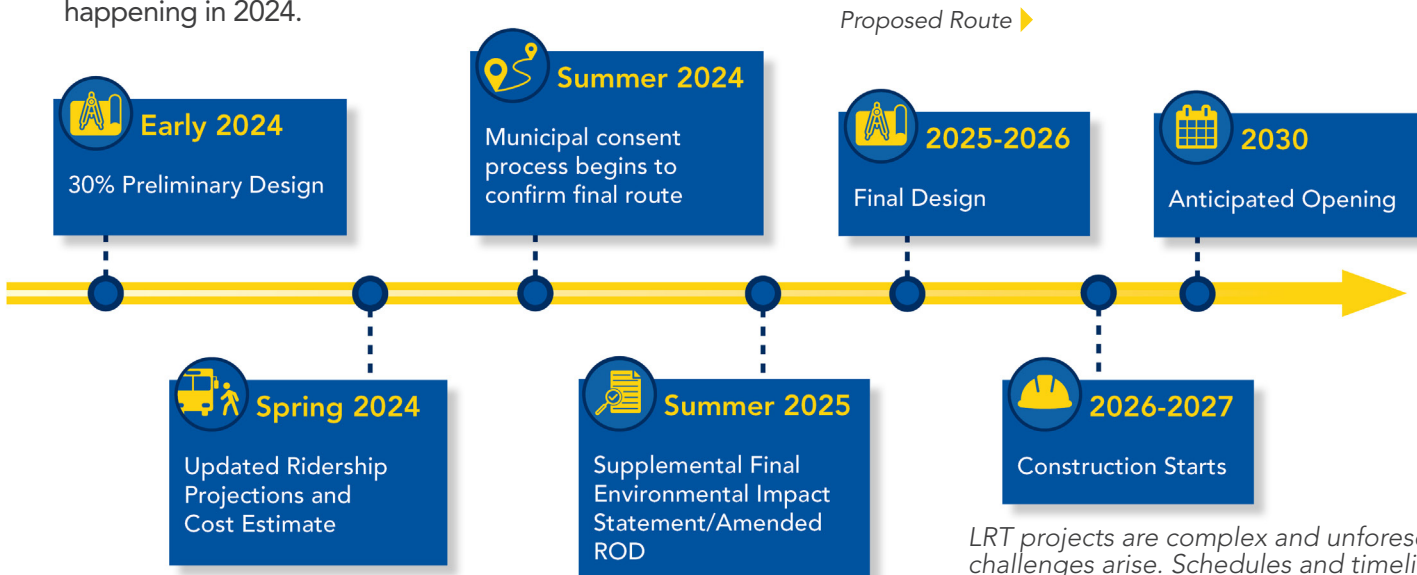 happening in 2024.
Proposed Route
Early 2024
30% Preliminary Design
Summer 2024
Municipal consent
process begins to
confirm final route
2025-2026
Final Design
2030
Anticipated Opening
Spring 2024
Updated Ridership
Projections and
Cost Estimate
Summer 2025
Supplemental Final
Environmental Impact
Statement/Amended
ROD
2026-2027
Construction Starts
LRT projects are complex and
challenges arise. Schedules and